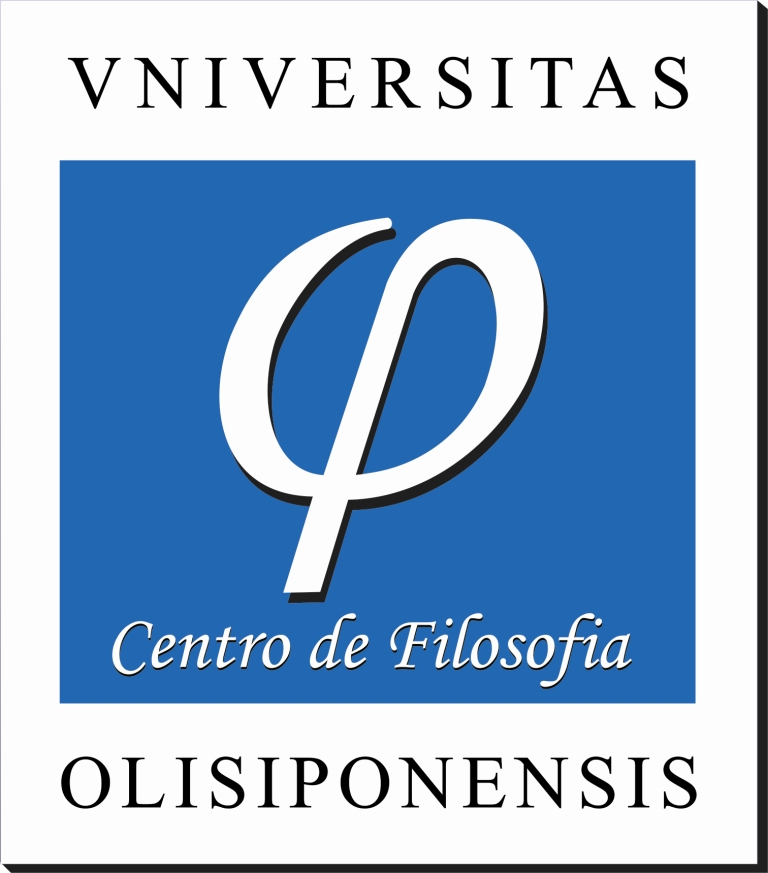 VNIVERSITAS
φ
Centro de Filosofia
OLISIPONENSIS